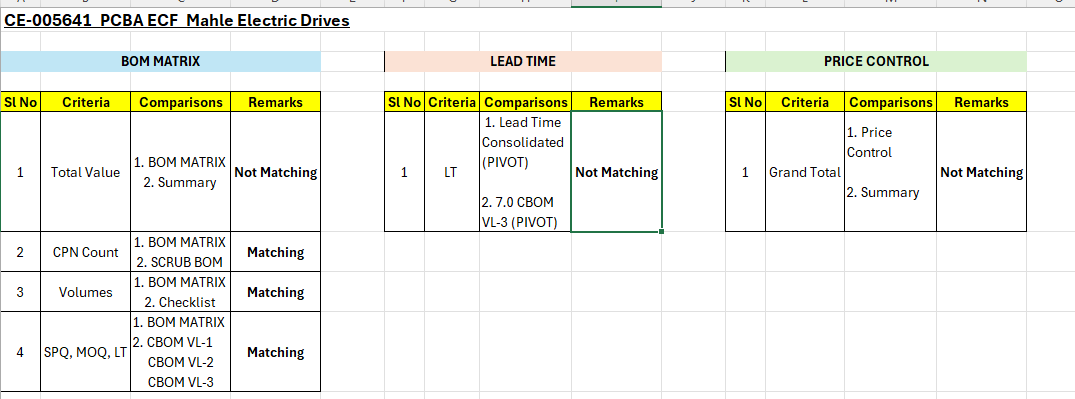 CE-005641 PCBA ECF Mahle Electric Drives
BOM MATRIX
Sl No Criteria Comparisons Remarks
1 Total Value 1. BOM MATRIX 2. Summary Not Matching
2 CPN Count 1. BOM MATRIX 2. SCRUB BOM Matching
3 Volumes 1. BOM MATRIX 2. Checklist Matching
4 SPQ, MOQ, LT 1. BOM MATRIX 2. CBOM VL-1 CBOM VL-2 CBOM VL-3 Matching
LEAD TIME
Sl No Criteria Comparisons Remarks
1 LT 1. Lead Time Consolidated (PIVOT) 2. 7.0 CBOM VL-3 (PIVOT) Not Matching
PRICE CONTROL
Sl No Criteria Comparisons Remarks
1 Grand Total 1. Price Control 2. Summary Not Matching